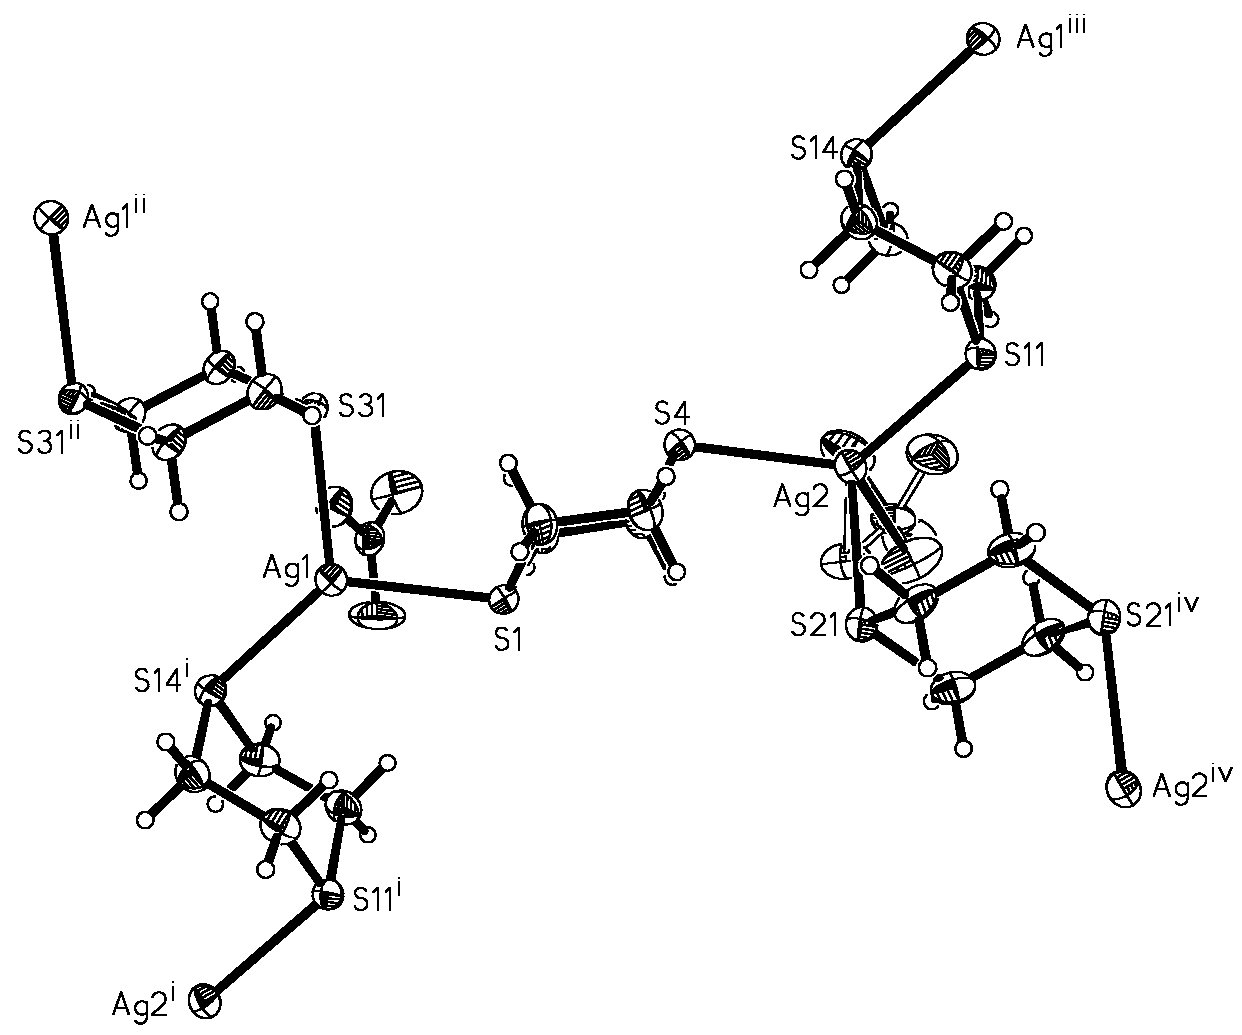 Ag1ⁱⁱⁱ
S14
Ag1ⁱⁱ
S11
S31
S4
S31ⁱⁱ
Ag2
Ag1
S21
S21ⁱᵛ
S1
S14ⁱ
Ag2ⁱᵛ
S11ⁱ
Ag2ⁱ